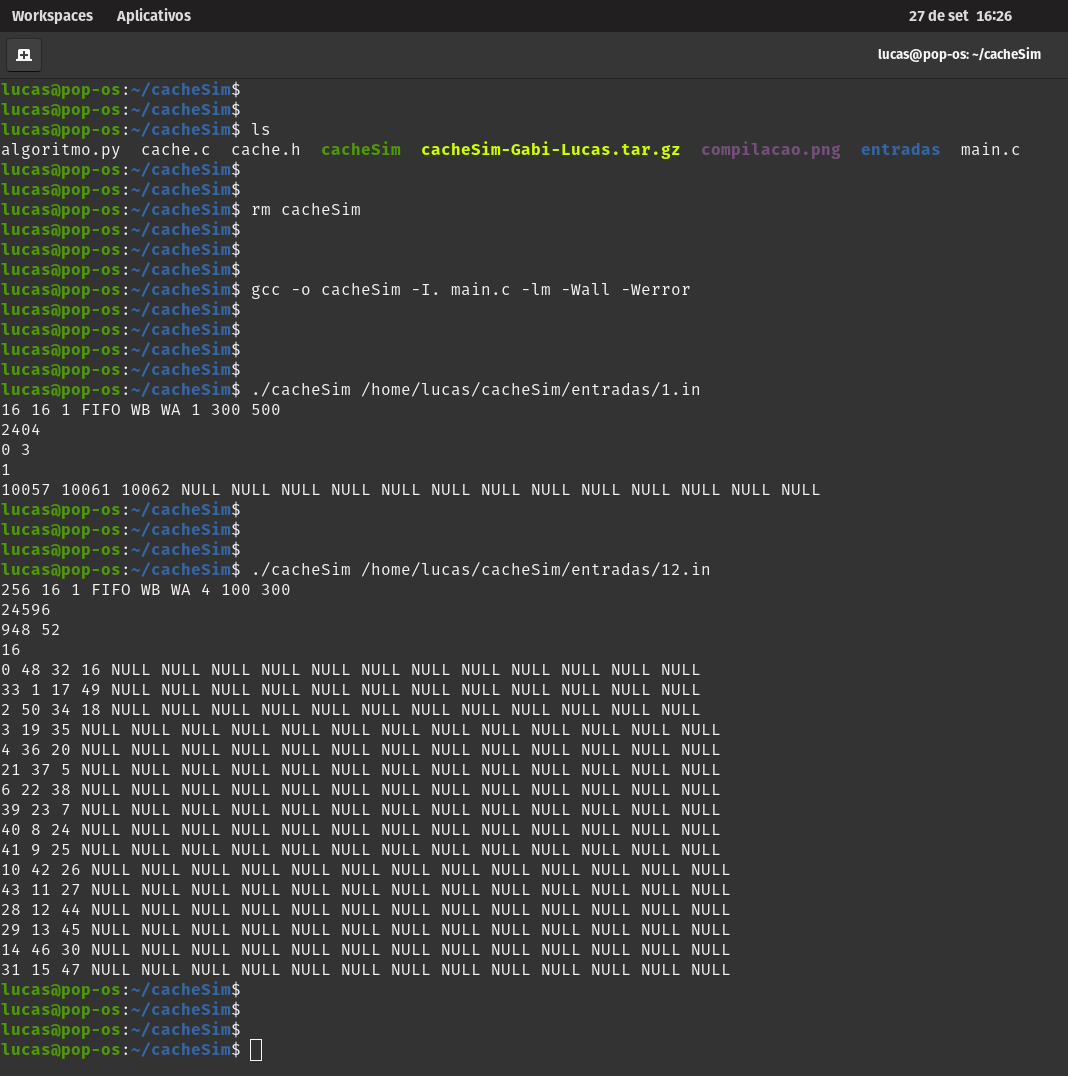 Workspaces Aplicativos 27 de set 16:26
lucas@pop-os: ~/cacheSim
lucas@pop-os:~/cacheSim$
lucas@pop-os:~/cacheSim$
lucas@pop-os:~/cacheSim$ ls
algoritmo.py cache.c cache.h cacheSim cacheSim-Gabi-Lucas.tar.gz compilacao.png entradas main.c
lucas@pop-os:~/cacheSim$
lucas@pop-os:~/cacheSim$
lucas@pop-os:~/cacheSim$ rm cacheSim
lucas@pop-os:~/cacheSim$
lucas@pop-os:~/cacheSim$
lucas@pop-os:~/cacheSim$
lucas@pop-os:~/cacheSim$ gcc -o cacheSim -I. main.c -lm -Wall -Werror
lucas@pop-os:~/cacheSim$
lucas@pop-os:~/cacheSim$
lucas@pop-os:~/cacheSim$
lucas@pop-os:~/cacheSim$
lucas@pop-os:~/cacheSim$ ./cacheSim /home/lucas/cacheSim/entradas/1.in
16 16 1 FIFO WB WA 1 300 500
2404
0 3
1
10057 10061 10062 NULL NULL NULL NULL NULL NULL NULL NULL NULL NULL NULL NULL NULL
lucas@pop-os:~/cacheSim$
lucas@pop-os:~/cacheSim$
lucas@pop-os:~/cacheSim$
lucas@pop-os:~/cacheSim$ ./cacheSim /home/lucas/cacheSim/entradas/12.in
256 16 1 FIFO WB WA 4 100 300
24596
948 52
16
0 48 32 16 NULL NULL NULL NULL NULL NULL NULL NULL NULL NULL NULL NULL
33 1 17 49 NULL NULL NULL NULL NULL NULL NULL NULL NULL NULL NULL NULL
2 50 34 18 NULL NULL NULL NULL NULL NULL NULL NULL NULL NULL NULL NULL
3 19 35 NULL NULL NULL NULL NULL NULL NULL NULL NULL NULL NULL NULL NULL
4 36 20 NULL NULL NULL NULL NULL NULL NULL NULL NULL NULL NULL NULL NULL
21 37 5 NULL NULL NULL NULL NULL NULL NULL NULL NULL NULL NULL NULL NULL
6 22 38 NULL NULL NULL NULL NULL NULL NULL NULL NULL NULL NULL NULL NULL
39 23 7 NULL NULL NULL NULL NULL NULL NULL NULL NULL NULL NULL NULL NULL
40 8 24 NULL NULL NULL NULL NULL NULL NULL NULL NULL NULL NULL NULL NULL
41 9 25 NULL NULL NULL NULL NULL NULL NULL NULL NULL NULL NULL NULL NULL
10 42 26 NULL NULL NULL NULL NULL NULL NULL NULL NULL NULL NULL NULL NULL
43 11 27 NULL NULL NULL NULL NULL NULL NULL NULL NULL NULL NULL NULL NULL
28 12 44 NULL NULL NULL NULL NULL NULL NULL NULL NULL NULL NULL NULL NULL
29 13 45 NULL NULL NULL NULL NULL NULL NULL NULL NULL NULL NULL NULL NULL
14 46 30 NULL NULL NULL NULL NULL NULL NULL NULL NULL NULL NULL NULL NULL
31 15 47 NULL NULL NULL NULL NULL NULL NULL NULL NULL NULL NULL NULL NULL
lucas@pop-os:~/cacheSim$
lucas@pop-os:~/cacheSim$
lucas@pop-os:~/cacheSim$
lucas@pop-os:~/cacheSim$